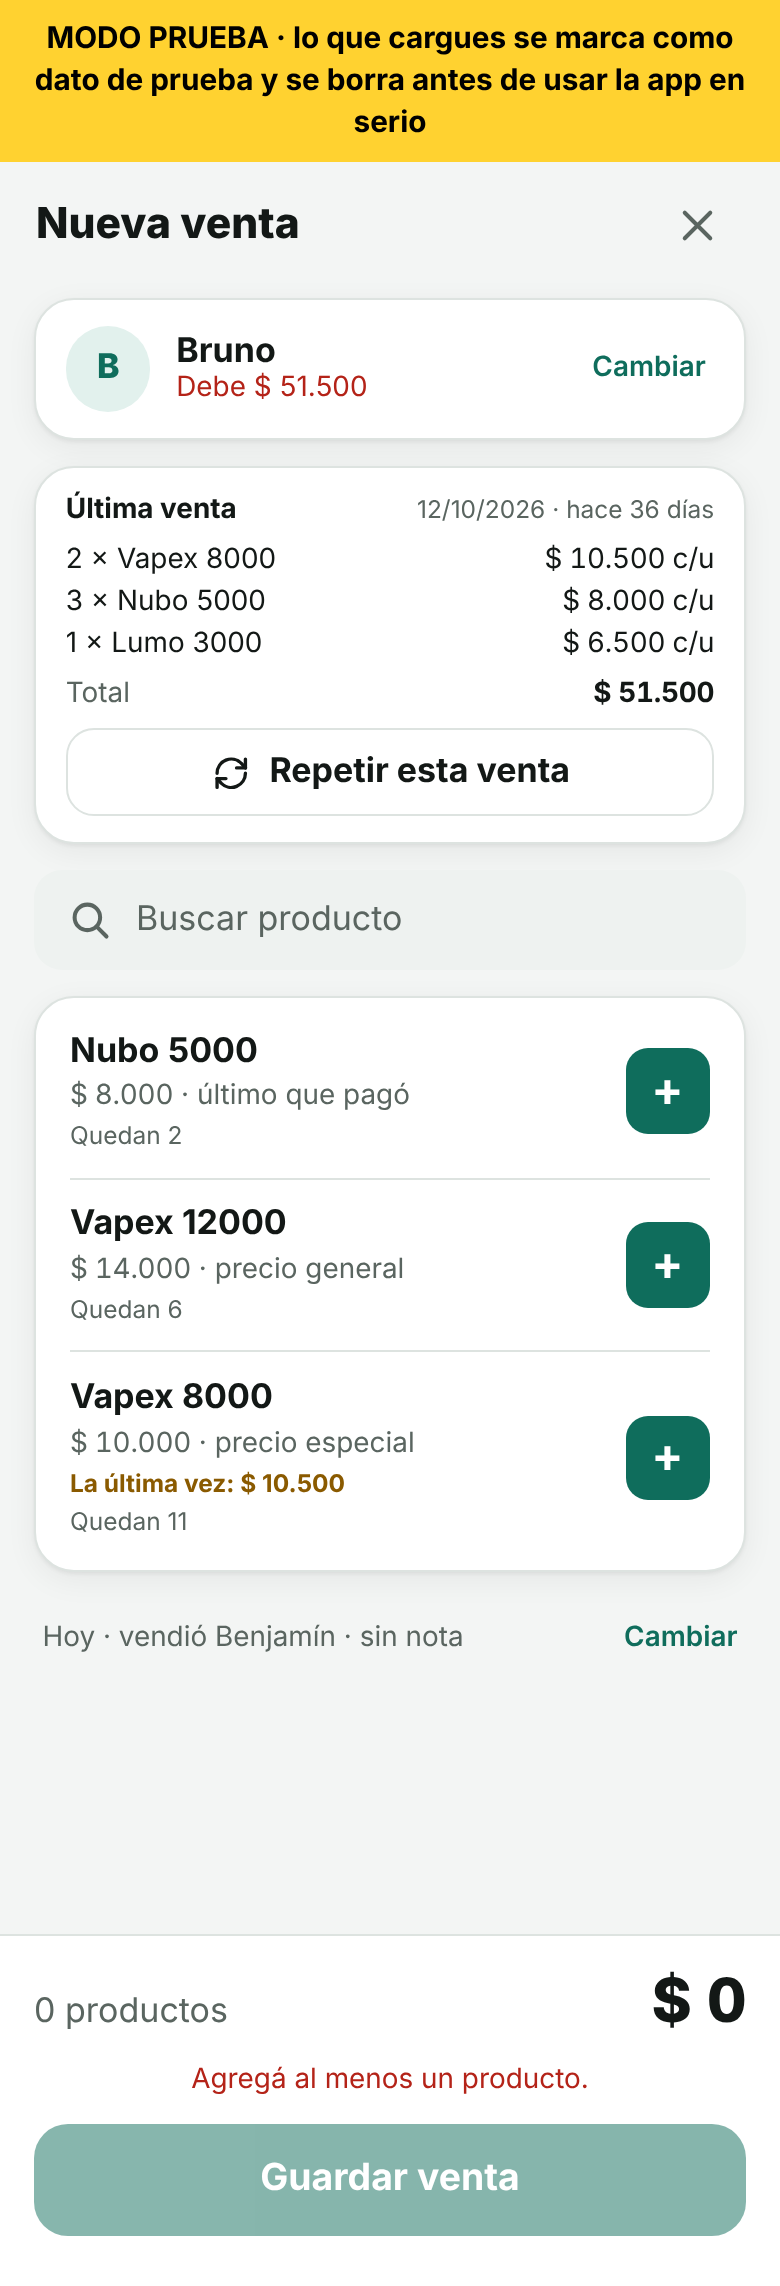 MODO PRUEBA · lo que cargues se marca como
dato de prueba y se borra antes de usar la app en
serio
Nueva venta
B
Bruno
Debe $ 51.500
Cambiar
Última venta
12/10/2026 · hace 36 días
2 × Vapex 8000
$ 10.500 c/u
3 × Nubo 5000
$ 8.000 c/u
1 × Lumo 3000
$ 6.500 c/u
Total
$ 51.500
Repetir esta venta
Buscar producto
Nubo 5000
$ 8.000 · último que pagó
Quedan 2
+
Vapex 12000
$ 14.000 · precio general
Quedan 6
+
Vapex 8000
$ 10.000 · precio especial
La última vez: $ 10.500
Quedan 11
+
Hoy · vendió Benjamín · sin nota
Cambiar
0 productos
$ 0
Agregá al menos un producto.
Guardar venta